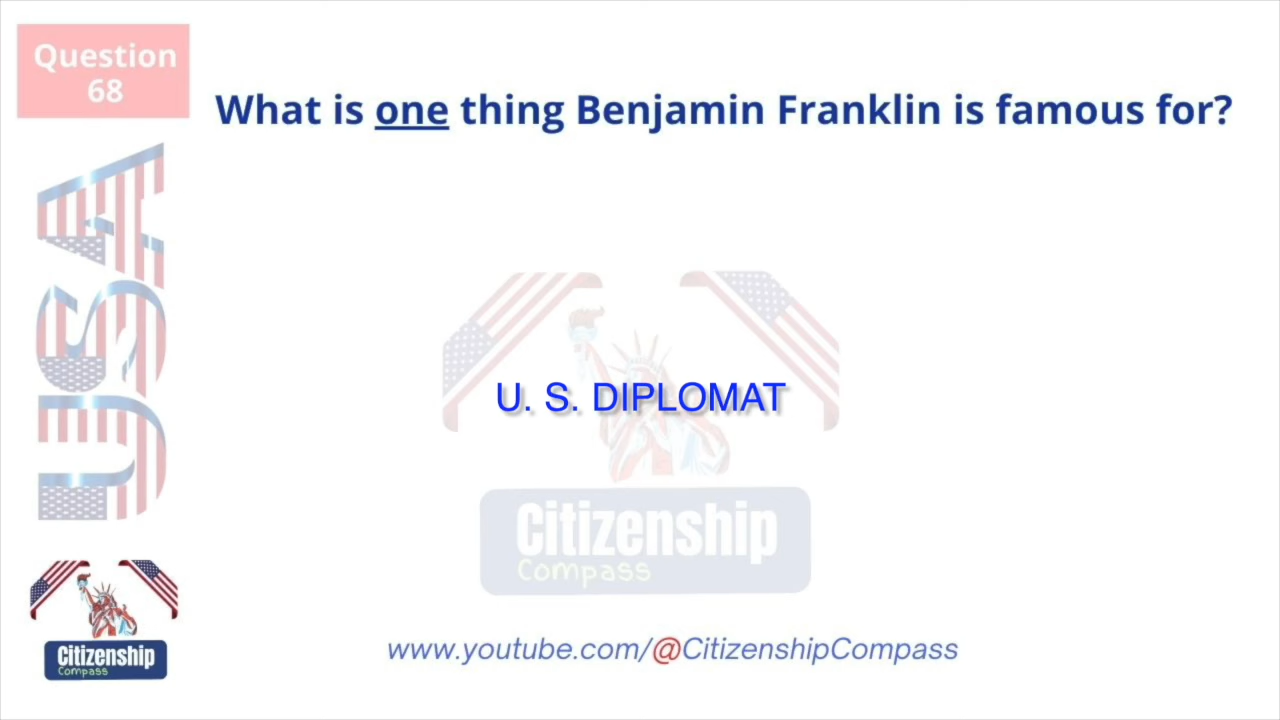 Question
68
What is one thing Benjamin Franklin is famous for?
USA
U. S. DIPLOMAT
Citizenship
Compass
Citizenship
Compass
www.youtube.com/@CitizenshipCompass